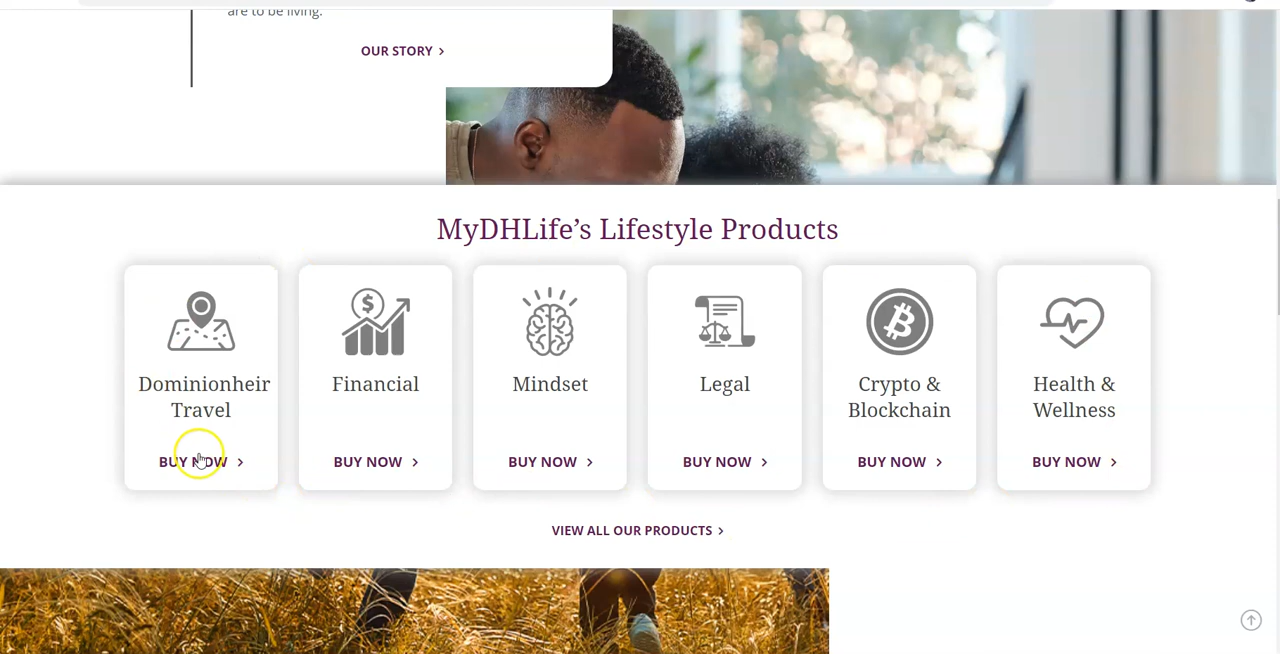 are to be living.
OUR STORY >
MyDHLife’s Lifestyle Products
Dominionheir
Travel
BUY NOW >
Financial
BUY NOW >
Mindset
BUY NOW >
Legal
BUY NOW >
Crypto &
Blockchain
BUY NOW >
Health &
Wellness
BUY NOW >
VIEW ALL OUR PRODUCTS >